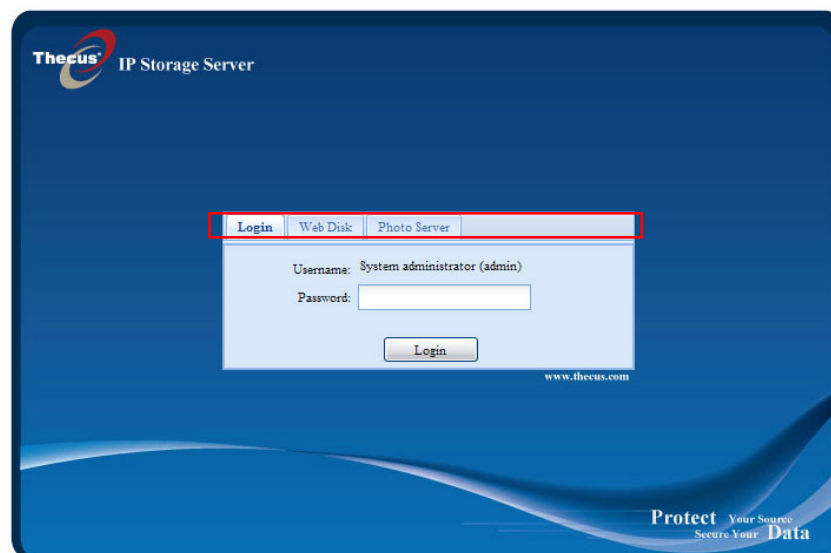 Thecus IP Storage Server
Login Web Disk Photo Server
Username: System administrator (admin)
Password:
Login
www.thecus.com
Protect Your Source
Secure Your Data